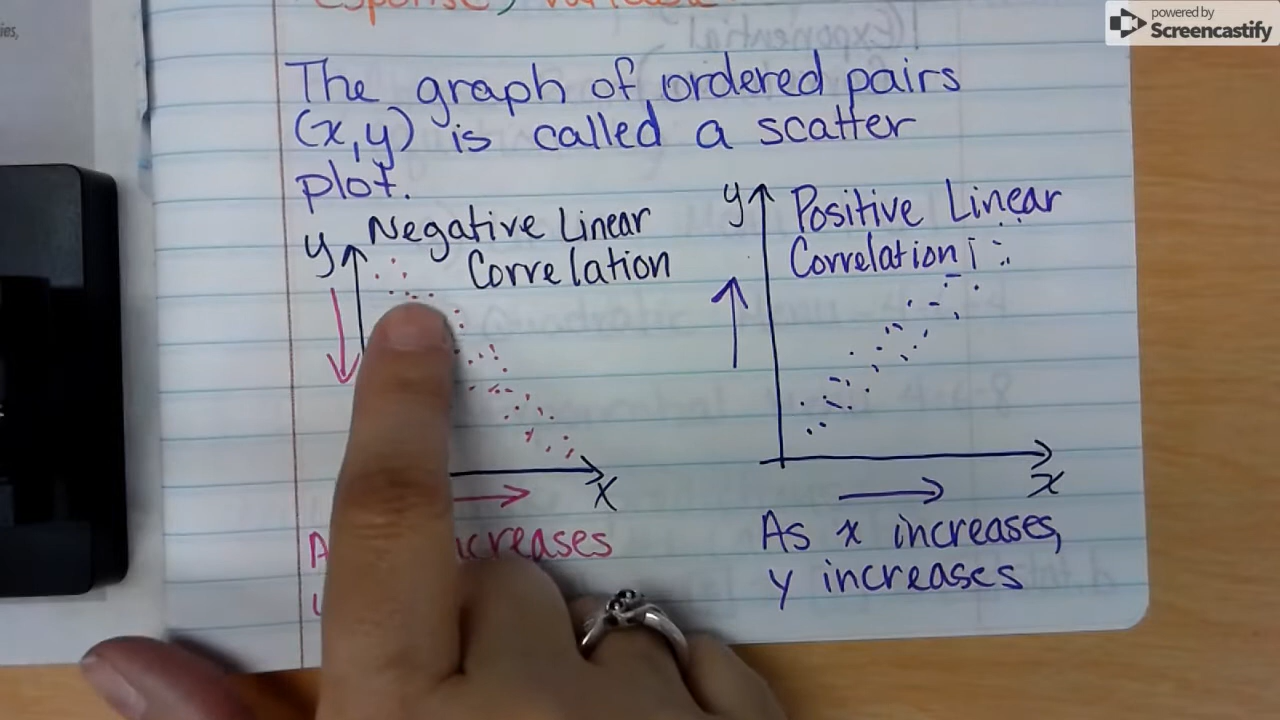 powered by
Screencastify
The graph of ordered pairs
(x,y) is called a scatter
plot.
Negative Linear
Correlation
y
x
increases
y
Positive Linear
Correlation
x
As x increases,
y increases